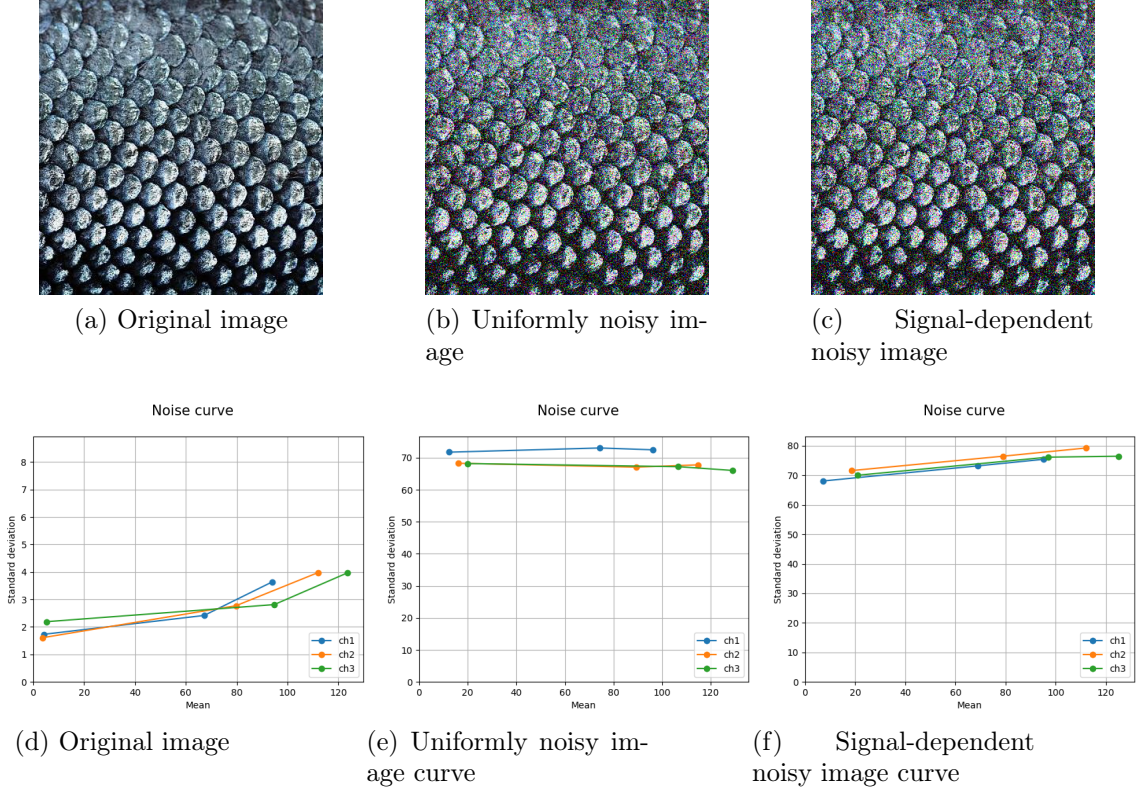 (a) Original image
(b) Uniformly noisy im-
age
(c) Signal-dependent
noisy image
Noise curve
Standard deviation
8
7
6
5
4
3
2
1
0
0 20 40 60 80 100 120
Mean
ch1
ch2
ch3
Noise curve
Standard deviation
70
60
50
40
30
20
10
0
0 20 40 60 80 100 120
Mean
ch1
ch2
ch3
Noise curve
Standard deviation
80
70
60
50
40
30
20
10
0
0 20 40 60 80 100 120
Mean
ch1
ch2
ch3
(d) Original image
(e) Uniformly noisy im-
age curve
(f) Signal-dependent
noisy image curve